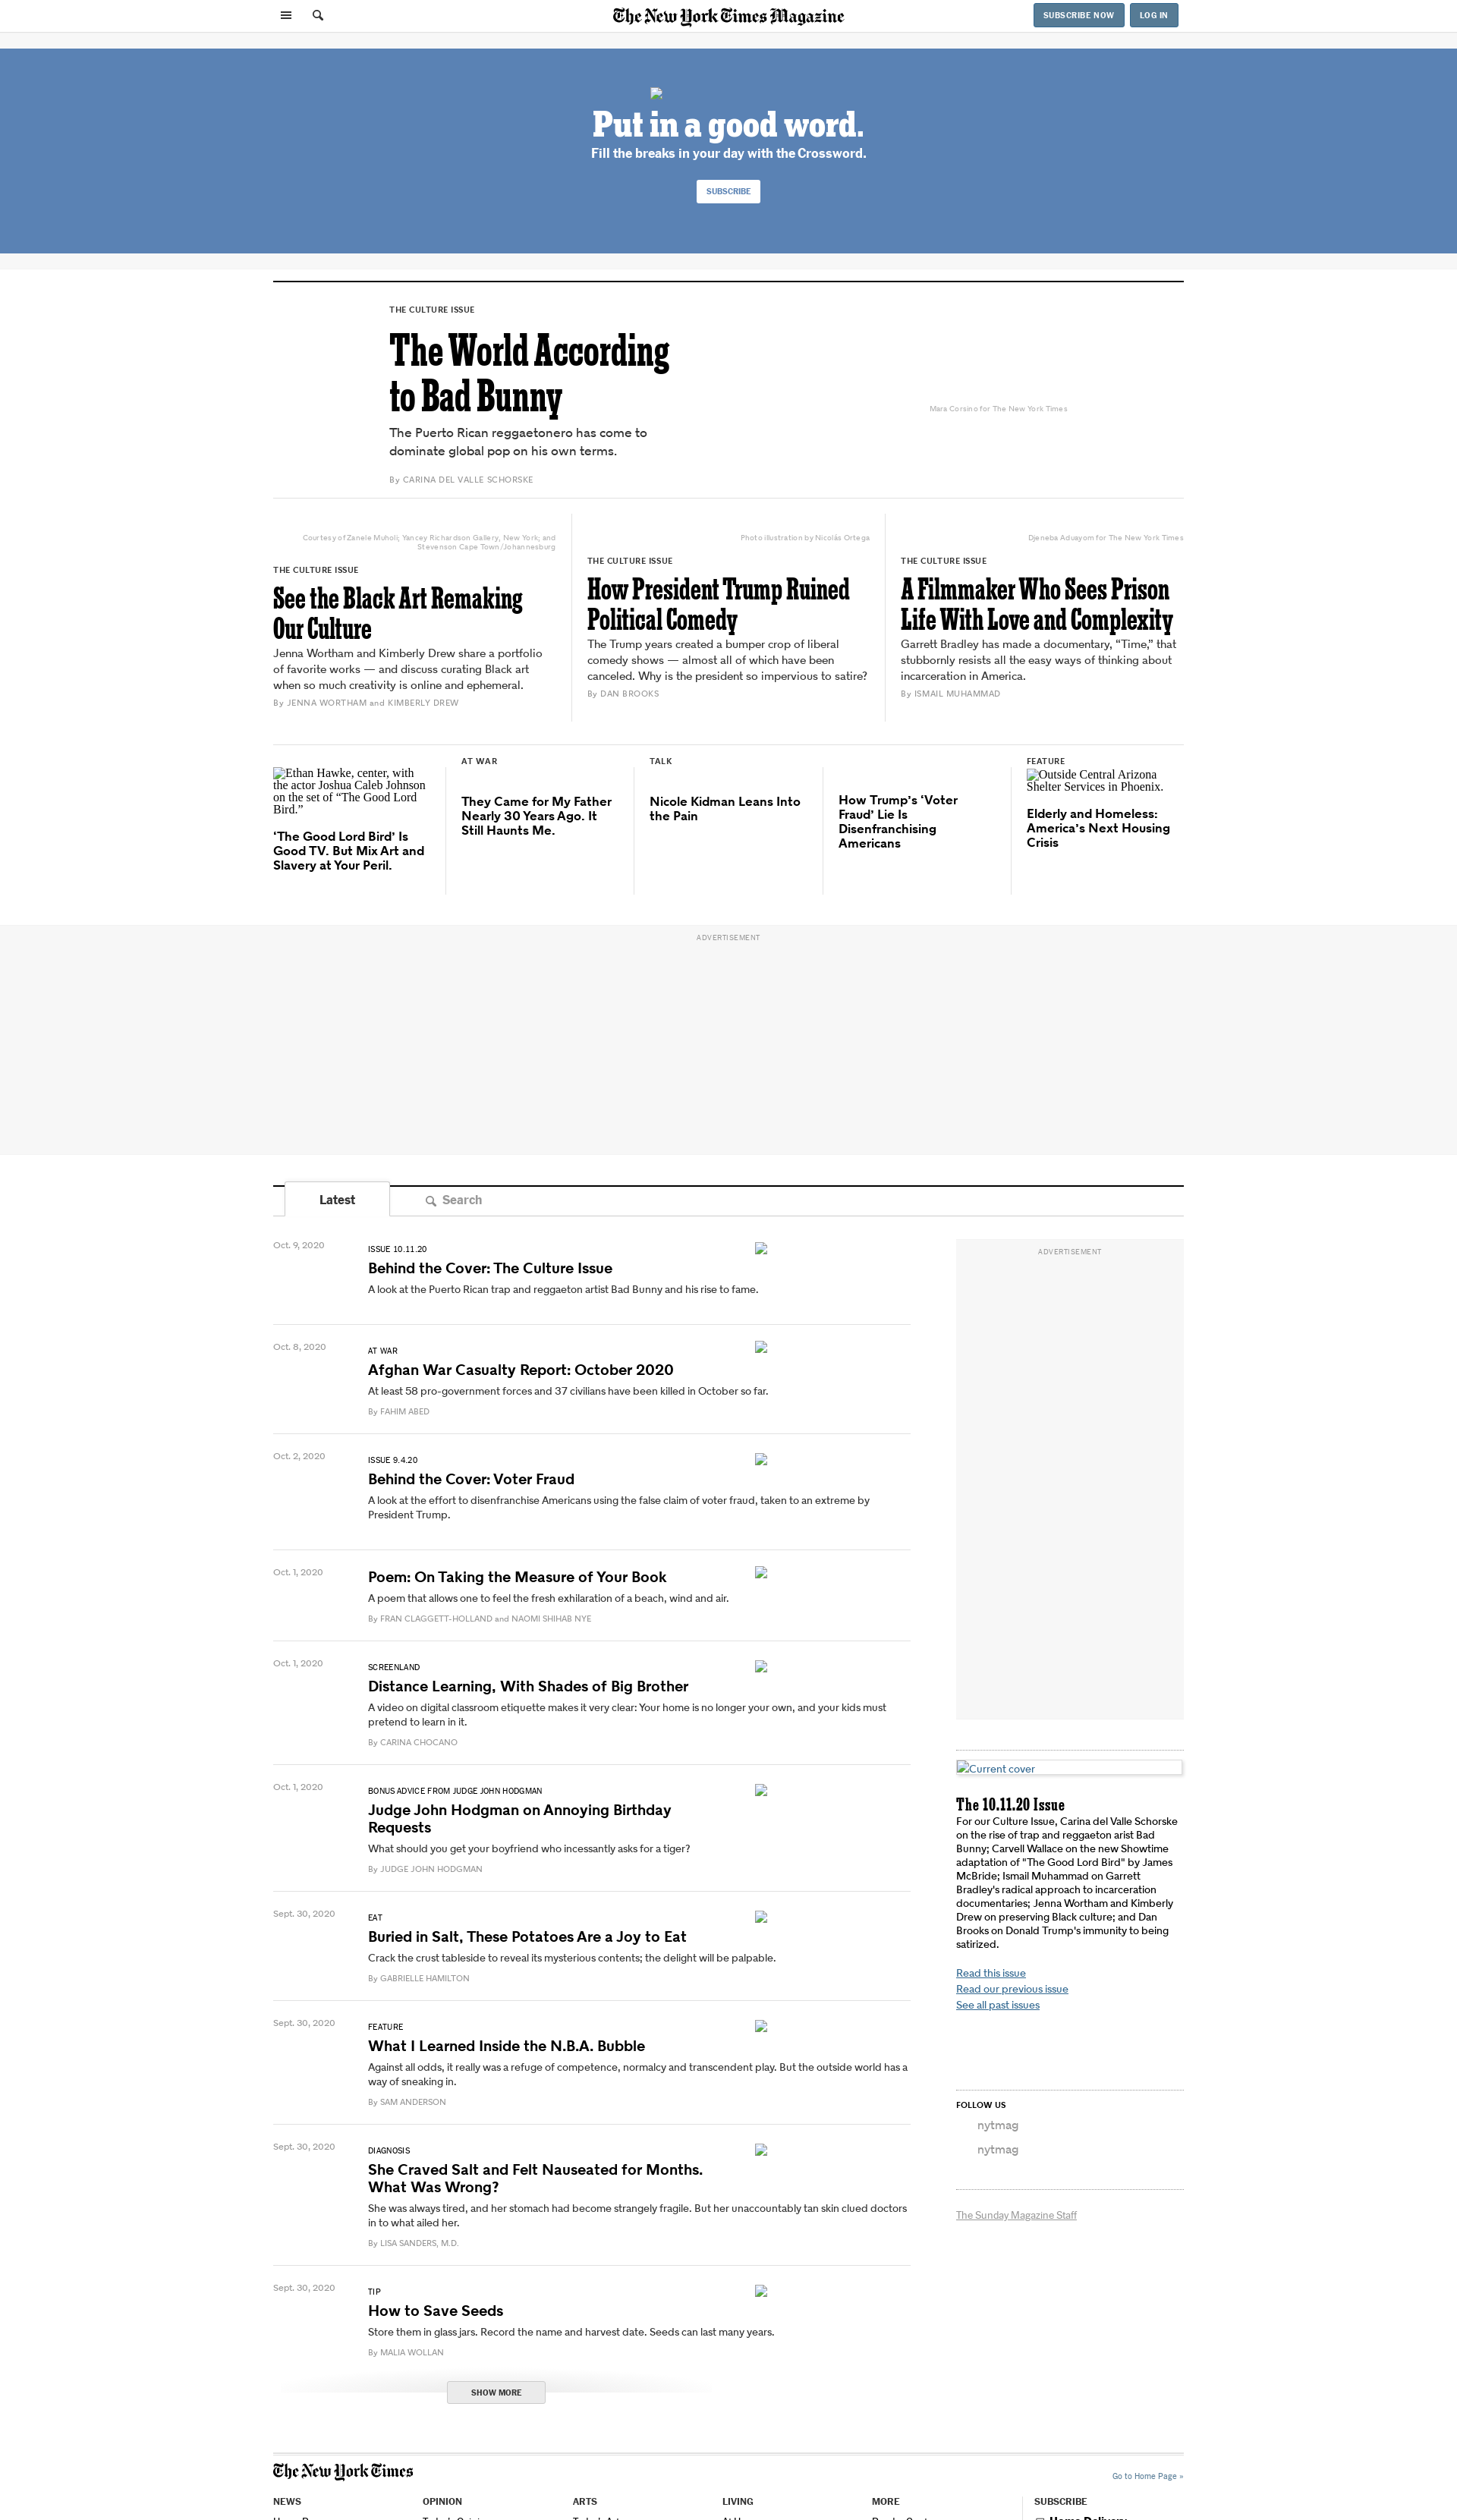 The New York Times Magazine
SUBSCRIBE NOW
LOG IN
Put in a good word.
Fill the breaks in your day with the Crossword.
SUBSCRIBE
THE CULTURE ISSUE
The World According
to Bad Bunny
The Puerto Rican reggaetonero has come to
dominate global pop on his own terms.
By CARINA DEL VALLE SCHORSKE
Mara Corsino for The New York Times
Courtesy of Zanele Muholi; Yancey Richardson Gallery, New York; and
Stevenson Cape Town/Johannesburg
THE CULTURE ISSUE
See the Black Art Remaking
Our Culture
Jenna Wortham and Kimberly Drew share a portfolio
of favorite works — and discuss curating Black art
when so much creativity is online and ephemeral.
By JENNA WORTHAM and KIMBERLY DREW
Photo illustration by Nicolás Ortega
THE CULTURE ISSUE
How President Trump Ruined
Political Comedy
The Trump years created a bumper crop of liberal
comedy shows — almost all of which have been
canceled. Why is the president so impervious to satire?
By DAN BROOKS
Djeneba Aduayom for The New York Times
THE CULTURE ISSUE
A Filmmaker Who Sees Prison
Life With Love and Complexity
Garrett Bradley has made a documentary, “Time,” that
stubbornly resists all the easy ways of thinking about
incarceration in America.
By ISMAIL MUHAMMAD
Ethan Hawke, center, with
the actor Joshua Caleb Johnson
on the set of “The Good Lord
Bird.”
‘The Good Lord Bird’ Is
Good TV. But Mix Art and
Slavery at Your Peril.
AT WAR
They Came for My Father
Nearly 30 Years Ago. It
Still Haunts Me.
TALK
Nicole Kidman Leans Into
the Pain
How Trump’s ‘Voter
Fraud’ Lie Is
Disenfranchising
Americans
FEATURE
Outside Central Arizona
Shelter Services in Phoenix.
Elderly and Homeless:
America’s Next Housing
Crisis
ADVERTISEMENT
Latest
Search
Oct. 9, 2020
ISSUE 10.11.20
Behind the Cover: The Culture Issue
A look at the Puerto Rican trap and reggaeton artist Bad Bunny and his rise to fame.
Oct. 8, 2020
AT WAR
Afghan War Casualty Report: October 2020
At least 58 pro-government forces and 37 civilians have been killed in October so far.
By FAHIM ABED
Oct. 2, 2020
ISSUE 9.4.20
Behind the Cover: Voter Fraud
A look at the effort to disenfranchise Americans using the false claim of voter fraud, taken to an extreme by
President Trump.
Oct. 1, 2020
Poem: On Taking the Measure of Your Book
A poem that allows one to feel the fresh exhilaration of a beach, wind and air.
By FRAN CLAGGETT-HOLLAND and NAOMI SHIHAB NYE
Oct. 1, 2020
SCREENLAND
Distance Learning, With Shades of Big Brother
A video on digital classroom etiquette makes it very clear: Your home is no longer your own, and your kids must
pretend to learn in it.
By CARINA CHOCANO
Oct. 1, 2020
BONUS ADVICE FROM JUDGE JOHN HODGMAN
Judge John Hodgman on Annoying Birthday
Requests
What should you get your boyfriend who incessantly asks for a tiger?
By JUDGE JOHN HODGMAN
Sept. 30, 2020
EAT
Buried in Salt, These Potatoes Are a Joy to Eat
Crack the crust tableside to reveal its mysterious contents; the delight will be palpable.
By GABRIELLE HAMILTON
Sept. 30, 2020
FEATURE
What I Learned Inside the N.B.A. Bubble
Against all odds, it really was a refuge of competence, normalcy and transcendent play. But the outside world has a
way of sneaking in.
By SAM ANDERSON
Sept. 30, 2020
DIAGNOSIS
She Craved Salt and Felt Nauseated for Months.
What Was Wrong?
She was always tired, and her stomach had become strangely fragile. But her unaccountably tan skin clued doctors
in to what ailed her.
By LISA SANDERS, M.D.
Sept. 30, 2020
TIP
How to Save Seeds
Store them in glass jars. Record the name and harvest date. Seeds can last many years.
By MALIA WOLLAN
SHOW MORE
ADVERTISEMENT
Current cover
The 10.11.20 Issue
For our Culture Issue, Carina del Valle Schorske
on the rise of trap and reggaeton arist Bad
Bunny; Carvell Wallace on the new Showtime
adaptation of "The Good Lord Bird" by James
McBride; Ismail Muhammad on Garrett
Bradley's radical approach to incarceration
documentaries; Jenna Wortham and Kimberly
Drew on preserving Black culture; and Dan
Brooks on Donald Trump's immunity to being
satirized.
Read this issue
Read our previous issue
See all past issues
FOLLOW US
nytmag
nytmag
The Sunday Magazine Staff
The New York Times
Go to Home Page »
NEWS
OPINION
ARTS
LIVING
MORE
SUBSCRIBE